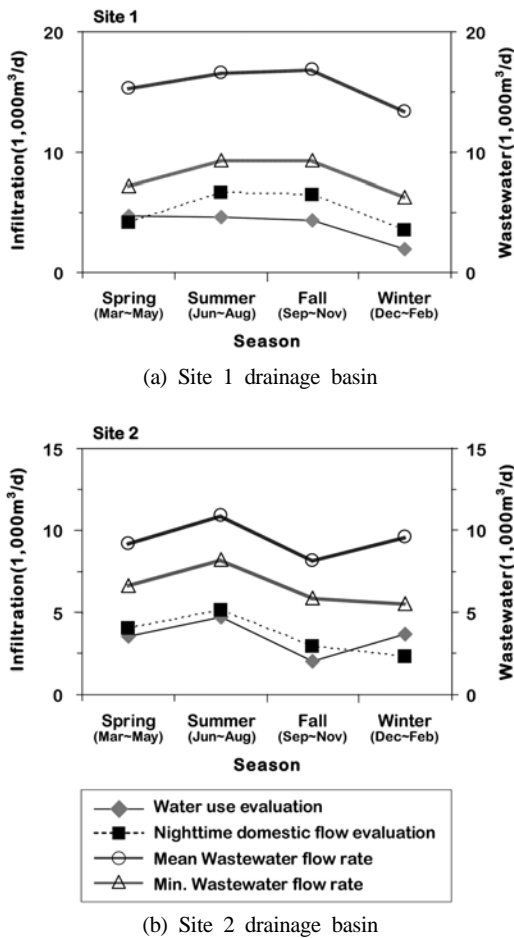 Site 1
20
10
0
Infiltration(1,000m³/d)
20
10
0
Wastewater(1,000m³/d)
Spring Summer Fall Winter
(Mar~May) (Jun~Aug) (Sep~Nov) (Dec~Feb)
Season
(a) Site 1 drainage basin
Site 2
15
10
5
0
Infiltration(1,000m³/d)
15
10
5
0
Wastewater(1,000m³/d)
Spring Summer Fall Winter
(Mar~May) (Jun~Aug) (Sep~Nov) (Dec~Feb)
Season
Water use evaluation
Nighttime domestic flow evaluation
Mean Wastewater flow rate
Min. Wastewater flow rate
(b) Site 2 drainage basin